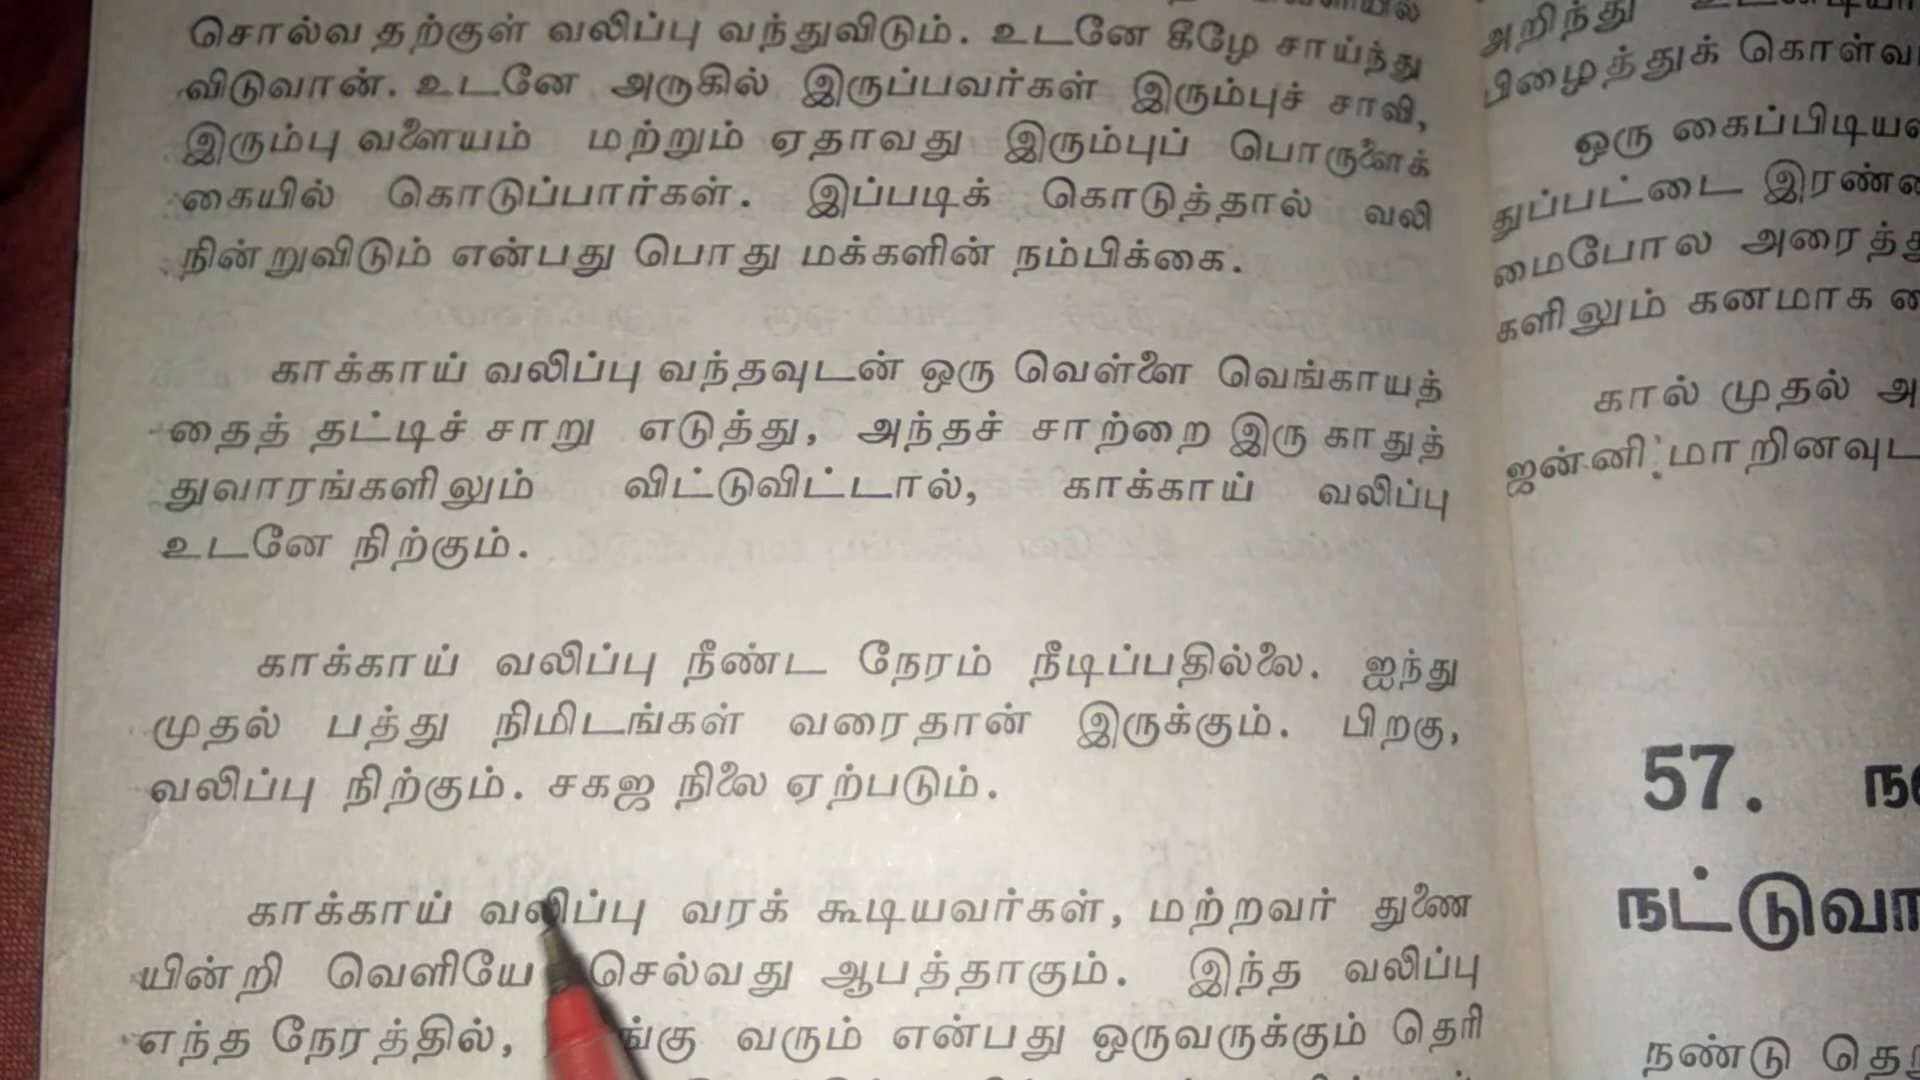 சொல்வ தற்குள் வலிப்பு வந்துவிடும். உடனே கீழே சாய்ந்து
விடுவான். உடனே அருகில் இருப்பவர்கள் இரும்புச் சாவி,
இரும்பு வளையம் மற்றும் ஏதாவது இரும்புப் பொருளைக்
கையில் கொடுப்பார்கள். இப்படிக் கொடுத்தால் வலி
நின்றுவிடும் என்பது பொது மக்களின் நம்பிக்கை.
காக்காய் வலிப்பு வந்தவுடன் ஒரு வெள்ளை வெங்காயத்
தைத் தட்டிச் சாறு எடுத்து, அந்தச் சாற்றை இரு காதுத்
துவாரங்களிலும் விட்டுவிட்டால், காக்காய் வலிப்பு
உடனே நிற்கும்.
காக்காய் வலிப்பு நீண்ட நேரம் நீடிப்பதில்லை. ஐந்து
முதல் பத்து நிமிடங்கள் வரைதான் இருக்கும். பிறகு,
வலிப்பு நிற்கும். சகஜ நிலை ஏற்படும்.
காக்காய் வலிப்பு வரக் கூடியவர்கள், மற்றவர் துணை
யின்றி வெளியே செல்வது ஆபத்தாகும். இந்த வலிப்பு
எந்த நேரத்தில், வரும் என்பது ஒருவருக்கும் தெரி
அறிந்து
பிழைத்துக்
ஒரு
துப்பட்டை
மைபோல
களிலும் கனமாக
கால் முதல்
ஜன்னி மாறினவுட
57.
நட்டுவா
நண்டு